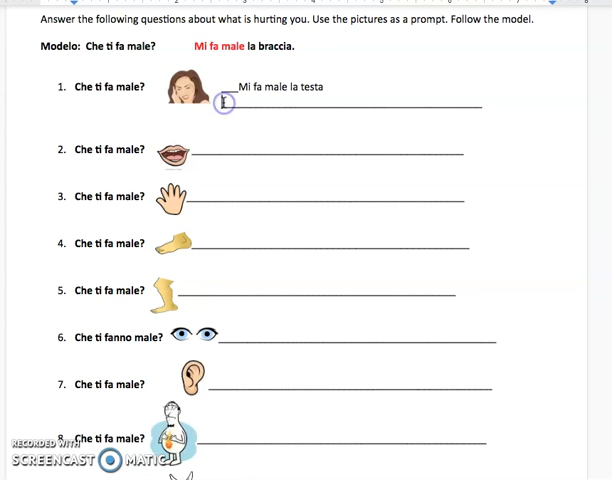 Answer the following questions about what is hurting you. Use the pictures as a prompt. Follow the model.
Modelo: Che ti fa male? Mi fa male la braccia.
1. Che ti fa male? __Mi fa male la testa
2. Che ti fa male?
3. Che ti fa male?
4. Che ti fa male?
5. Che ti fa male?
6. Che ti fanno male?
7. Che ti fa male?
8. Che ti fa male?
RECORDED WITH
SCREENCAST MATIC